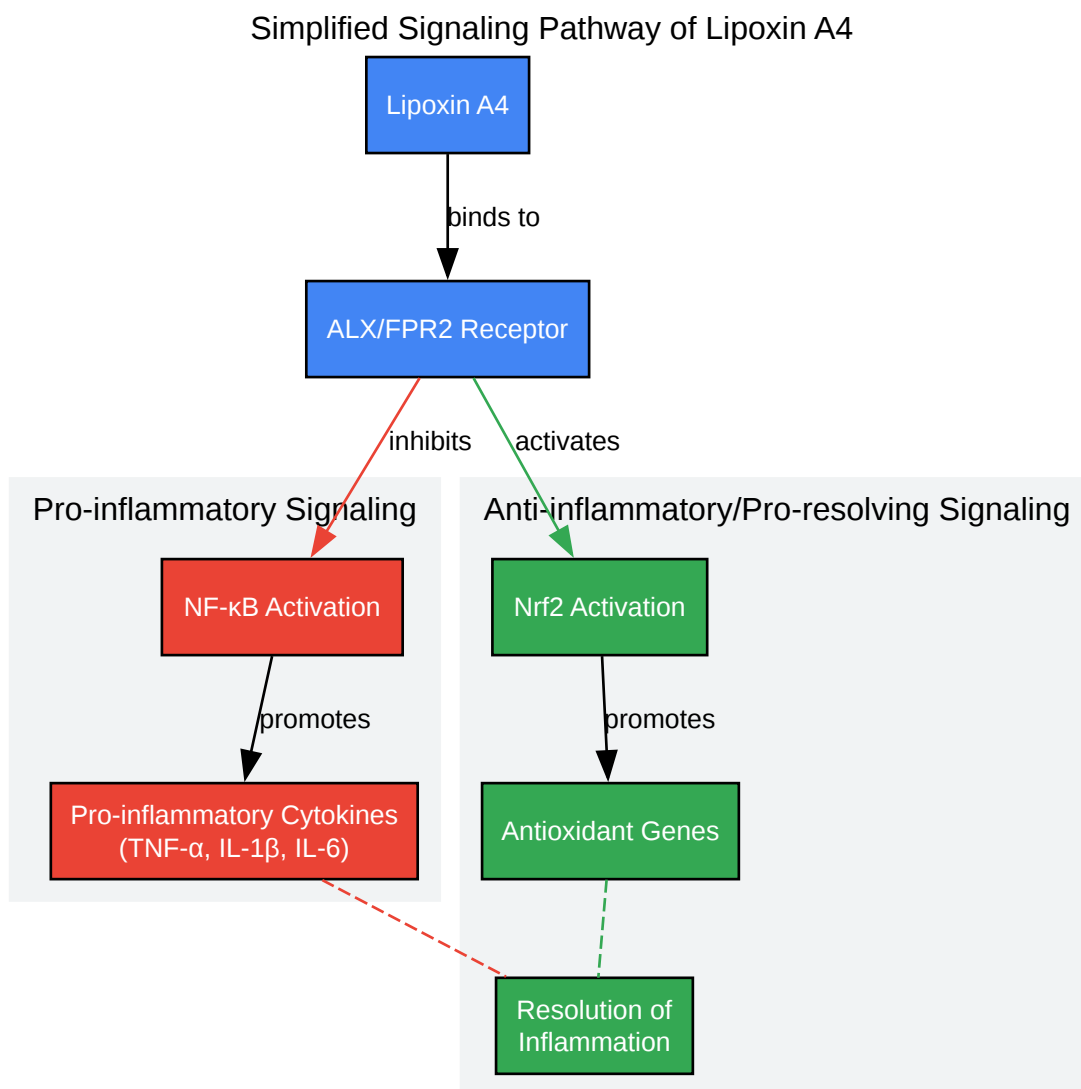 Simplified Signaling Pathway of Lipoxin A4
Lipoxin A4
binds to
ALX/FPR2 Receptor
inhibits
activates
Pro-inflammatory Signaling
Anti-inflammatory/Pro-resolving Signaling
NF-κB Activation
Nrf2 Activation
promotes
promotes
Pro-inflammatory Cytokines
(TNF-α, IL-1β, IL-6)
Antioxidant Genes
Resolution of
Inflammation